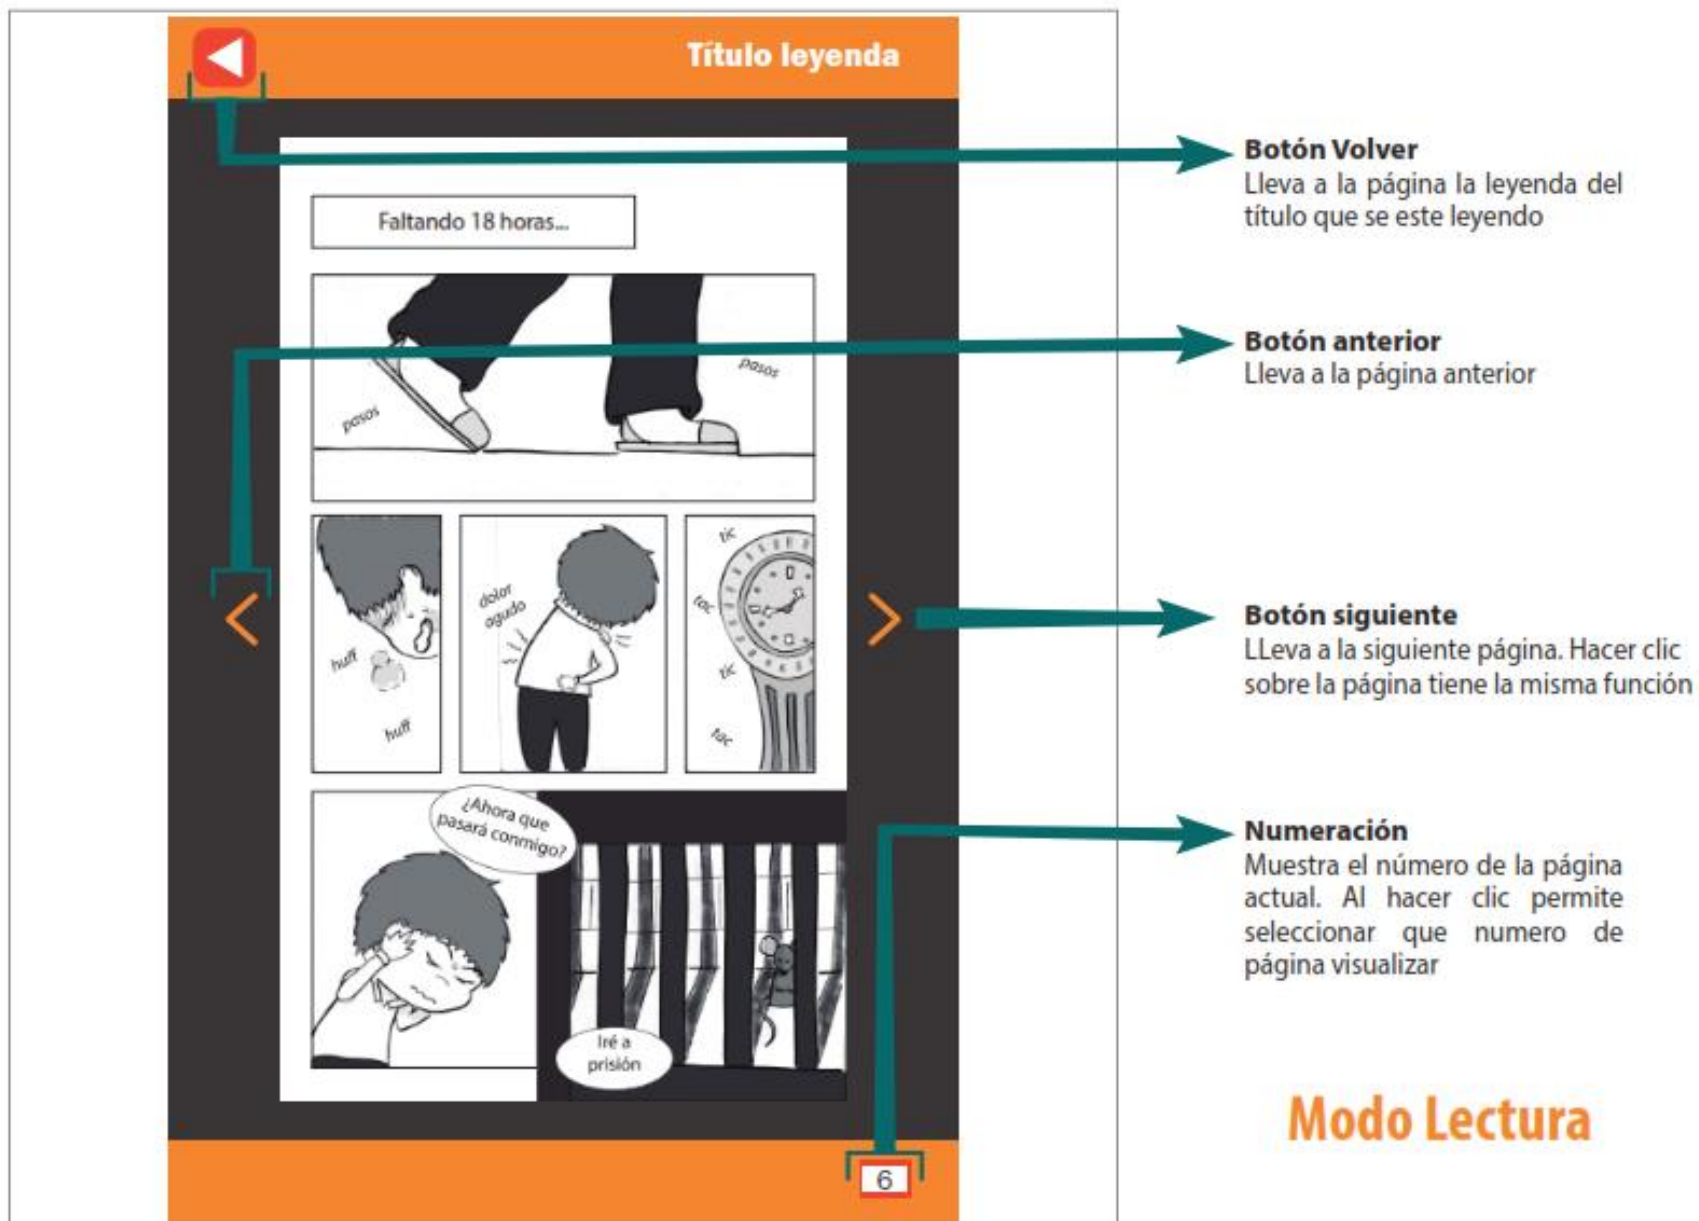 Título leyenda
Faltando 18 horas...
pasos
pasos
huff
huff
dolor
agudo
tic
tac
tic
tac
¿Ahora que
pasará conmigo?
Iré a
prisión
6
Botón Volver
Lleva a la página la leyenda del
título que se este leyendo
Botón anterior
Lleva a la página anterior
Botón siguiente
LLeva a la siguiente página. Hacer clic
sobre la página tiene la misma función
Numeración
Muestra el número de la página
actual. Al hacer clic permite
seleccionar que numero de
página visualizar
Modo Lectura